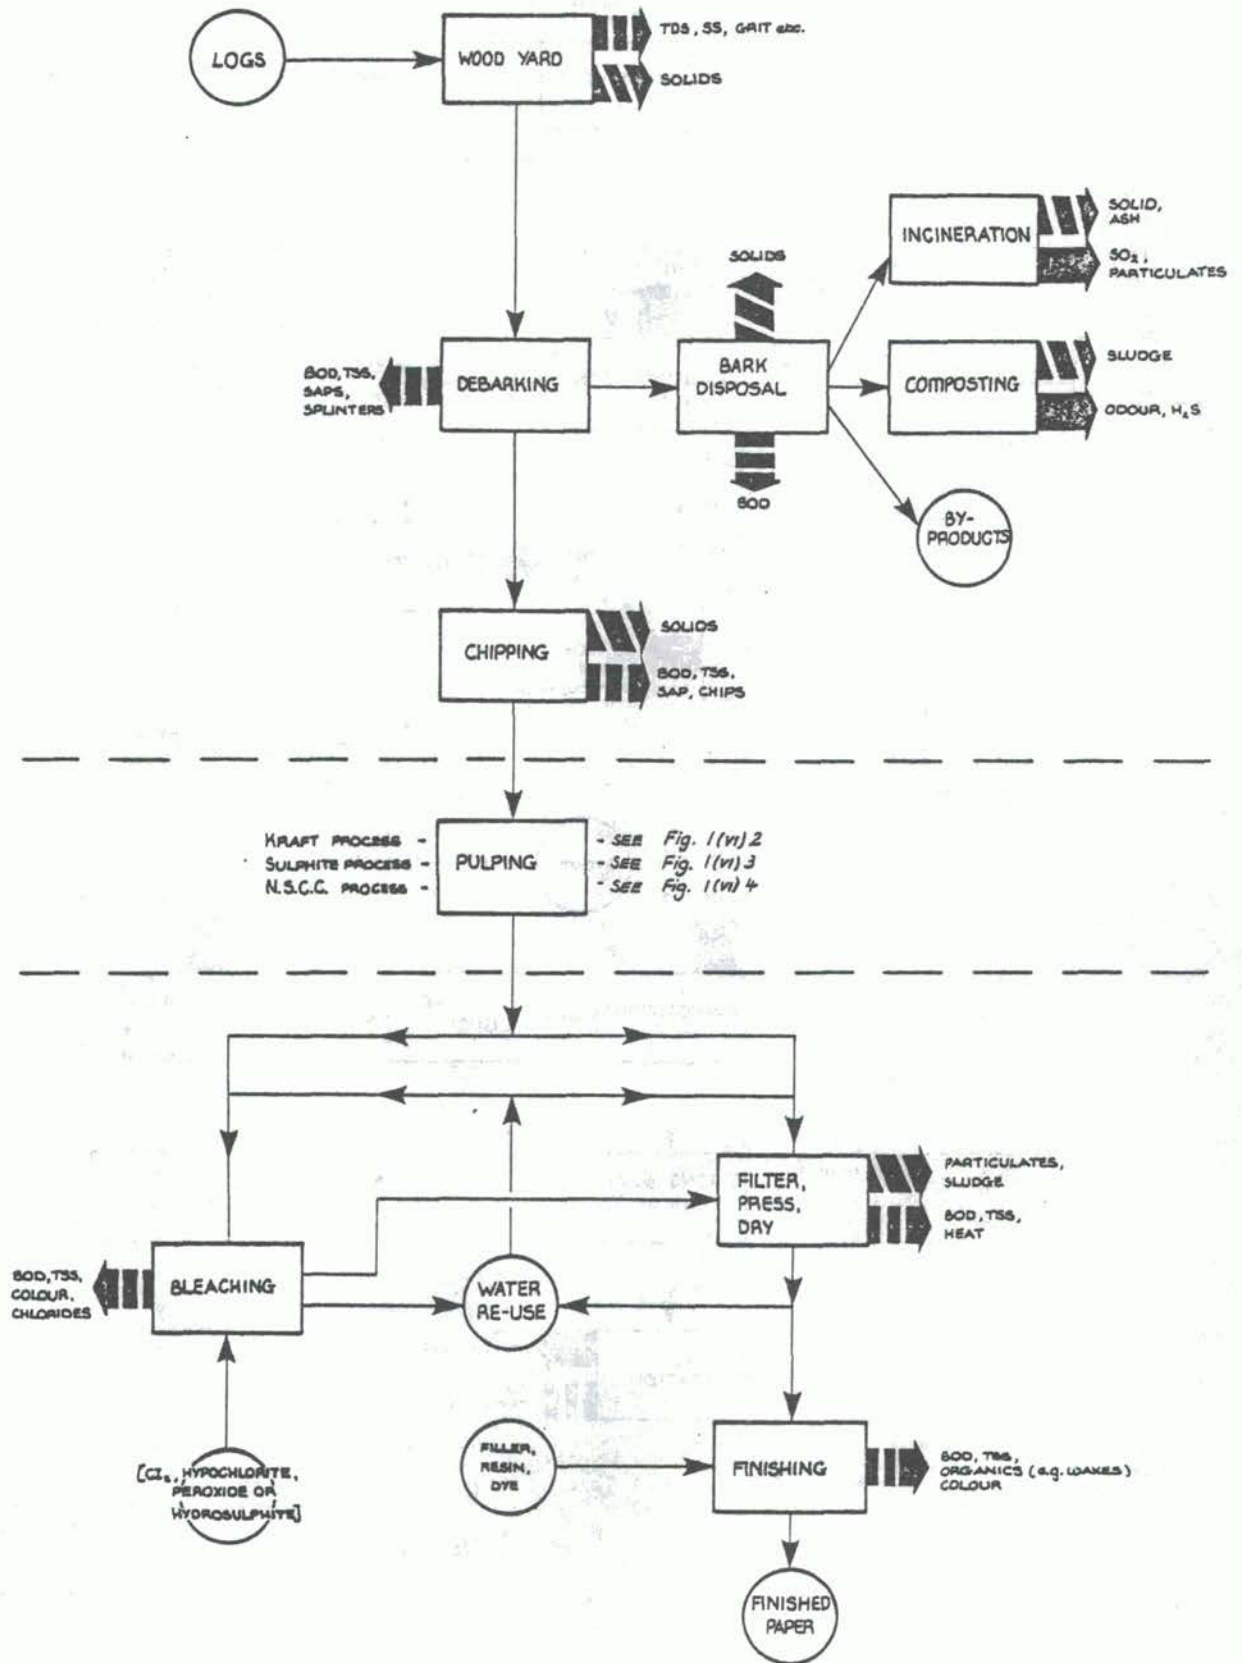 LOGS
WOOD YARD
TDS, SS, GRIT etc.
SOLIDS
INCINERATION
SOLID,
ASH
SO₂,
PARTICULATES
SOLIDS
BOD, TSS,
SAPS,
SPLINTERS
DEBARKING
BARK
DISPOSAL
COMPOSTING
SLUDGE
ODOUR, H₂S
BOD
BY-
PRODUCTS
CHIPPING
SOLIDS
BOD, TSS,
SAP, CHIPS
KRAFT PROCESS -
SULPHITE PROCESS -
N.S.C.C. PROCESS -
PULPING
- SEE Fig. 1(VI) 2
- SEE Fig. 1(VI) 3
- SEE Fig. 1(VI) 4
FILTER,
PRESS,
DRY
PARTICULATES,
SLUDGE
BOD, TSS,
HEAT
BOD, TSS,
COLOUR,
CHLORIDES
BLEACHING
WATER
RE-USE
[Cl₂, HYPOCHLORITE,
PEROXIDE OR
HYDROSULPHITE]
FILLER,
RESIN,
DYE
FINISHING
BOD, TSS,
ORGANICS (e.g. WAXES)
COLOUR
FINISHED
PAPER